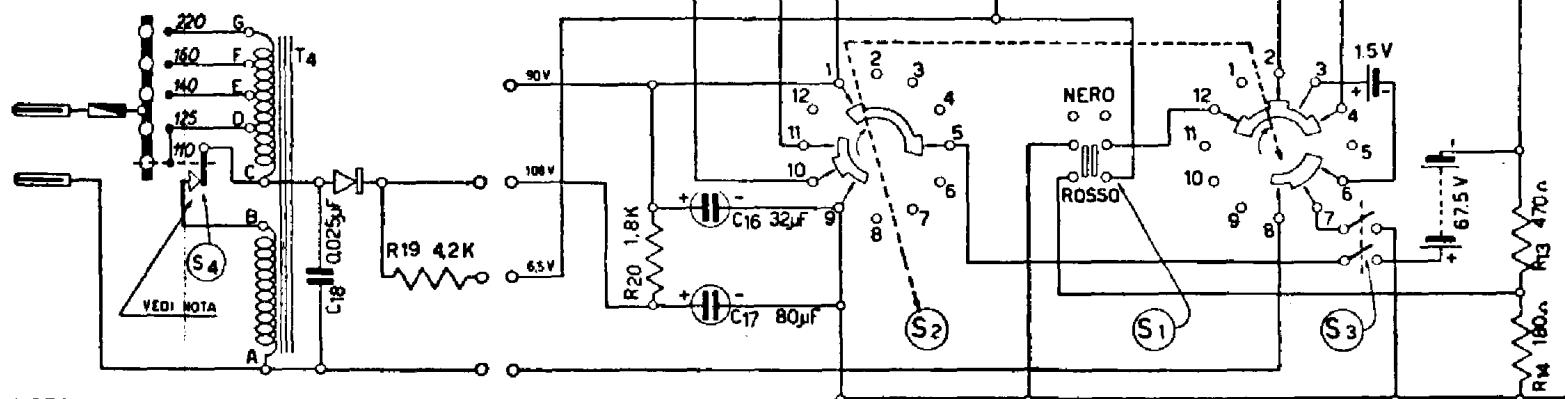 220 G
160 F
T4
140 E
125 D
110
C
B
A
S4
VEDI NOTA
C18 0,025µF
R19 4,2K
90V
108V
6,5V
R20 1,8K
+ - C16 32µF
+ - C17 80µF
1
2
3
4
5
6
7
8
9
10
11
12
S2
NERO
ROSSO
S1
1
2
3
4
5
6
7
8
9
10
11
12
1.5V
+ -
S3
- 67.5V +
R13 470Ω
R14 180Ω